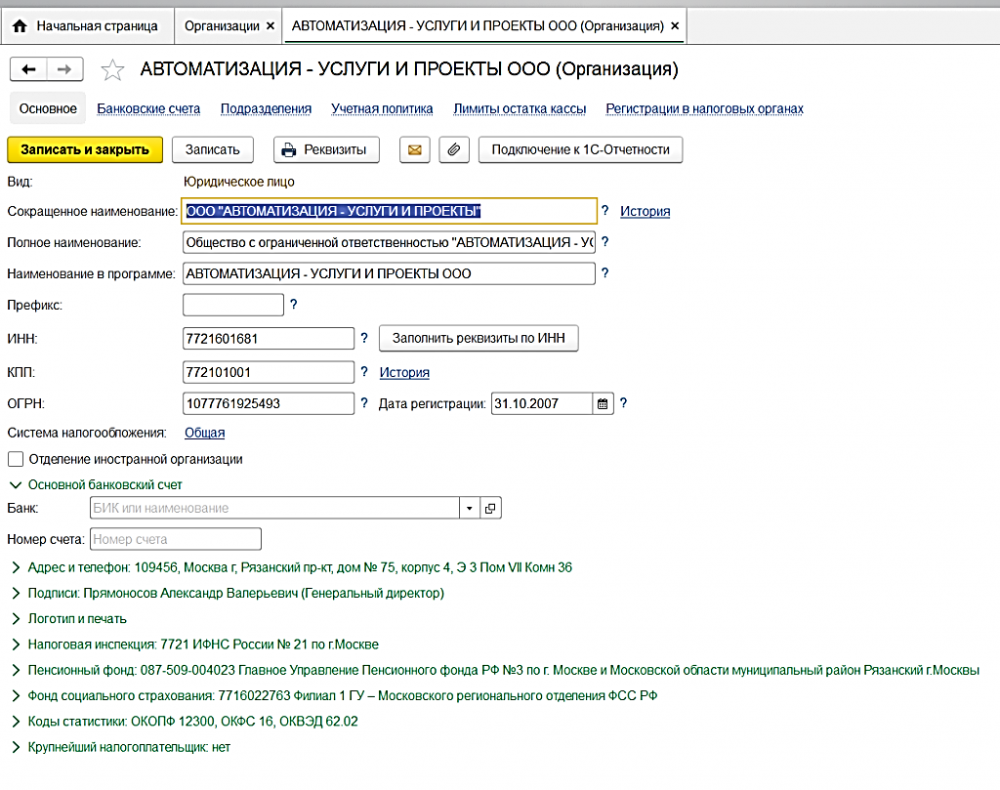 Начальная страница Организации × АВТОМАТИЗАЦИЯ - УСЛУГИ И ПРОЕКТЫ ООО (Организация) ×
АВТОМАТИЗАЦИЯ - УСЛУГИ И ПРОЕКТЫ ООО (Организация)
Основное Банковские счета Подразделения Учетная политика Лимиты остатка кассы Регистрации в налоговых органах
Записать и закрыть Записать Реквизиты Подключение к 1С-Отчетности
Вид: Юридическое лицо
Сокращенное наименование: ООО "АВТОМАТИЗАЦИЯ - УСЛУГИ И ПРОЕКТЫ" ? История
Полное наименование: Общество с ограниченной ответственностью "АВТОМАТИЗАЦИЯ - УС ?
Наименование в программе: АВТОМАТИЗАЦИЯ - УСЛУГИ И ПРОЕКТЫ ООО ?
Префикс: ?
ИНН: 7721601681 ? Заполнить реквизиты по ИНН
КПП: 772101001 ? История
ОГРН: 1077761925493 ? Дата регистрации: 31.10.2007 ?
Система налогообложения: Общая
Отделение иностранной организации
Основной банковский счет
Банк: БИК или наименование
Номер счета: Номер счета
Адрес и телефон: 109456, Москва г, Рязанский пр-кт, дом № 75, корпус 4, Э 3 Пом VII Комн 36
Подписи: Прямоносов Александр Валерьевич (Генеральный директор)
Логотип и печать
Налоговая инспекция: 7721 ИФНС России № 21 по г.Москве
Пенсионный фонд: 087-509-004023 Главное Управление Пенсионного фонда РФ №3 по г. Москве и Московской области муниципальный район Рязанский г.Москвы
Фонд социального страхования: 7716022763 Филиал 1 ГУ – Московского регионального отделения ФСС РФ
Коды статистики: ОКОПФ 12300, ОКФС 16, ОКВЭД 62.02
Крупнейший налогоплательщик: нет